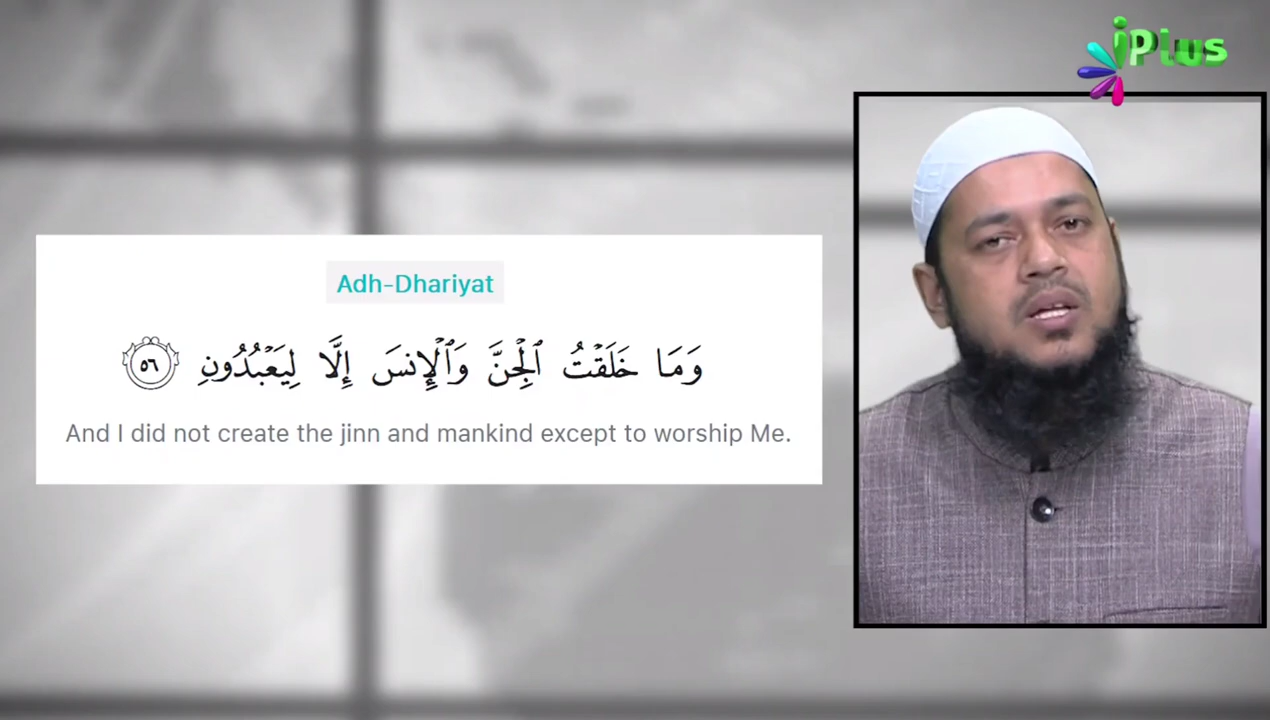 iPlus
Adh-Dhariyat
وَمَا خَلَقۡتُ ٱلۡجِنَّ وَٱلۡإِنسَ إِلَّا لِيَعۡبُدُونِ ٥٦
And I did not create the jinn and mankind except to worship Me.